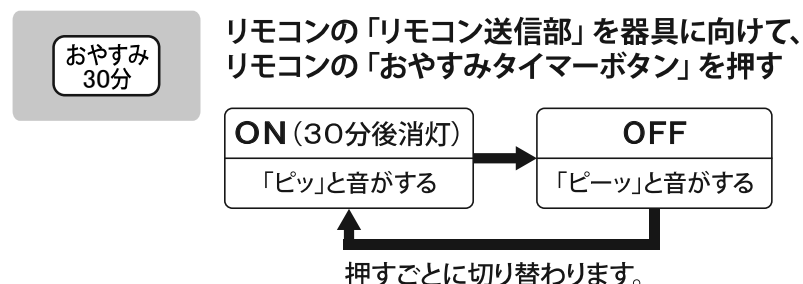 おやすみ
30分
リモコンの「リモコン送信部」を器具に向けて、
リモコンの「おやすみタイマーボタン」を押す
ON（30分後消灯）
「ピッ」と音がする
OFF
「ピーッ」と音がする
押すごとに切り替わります。